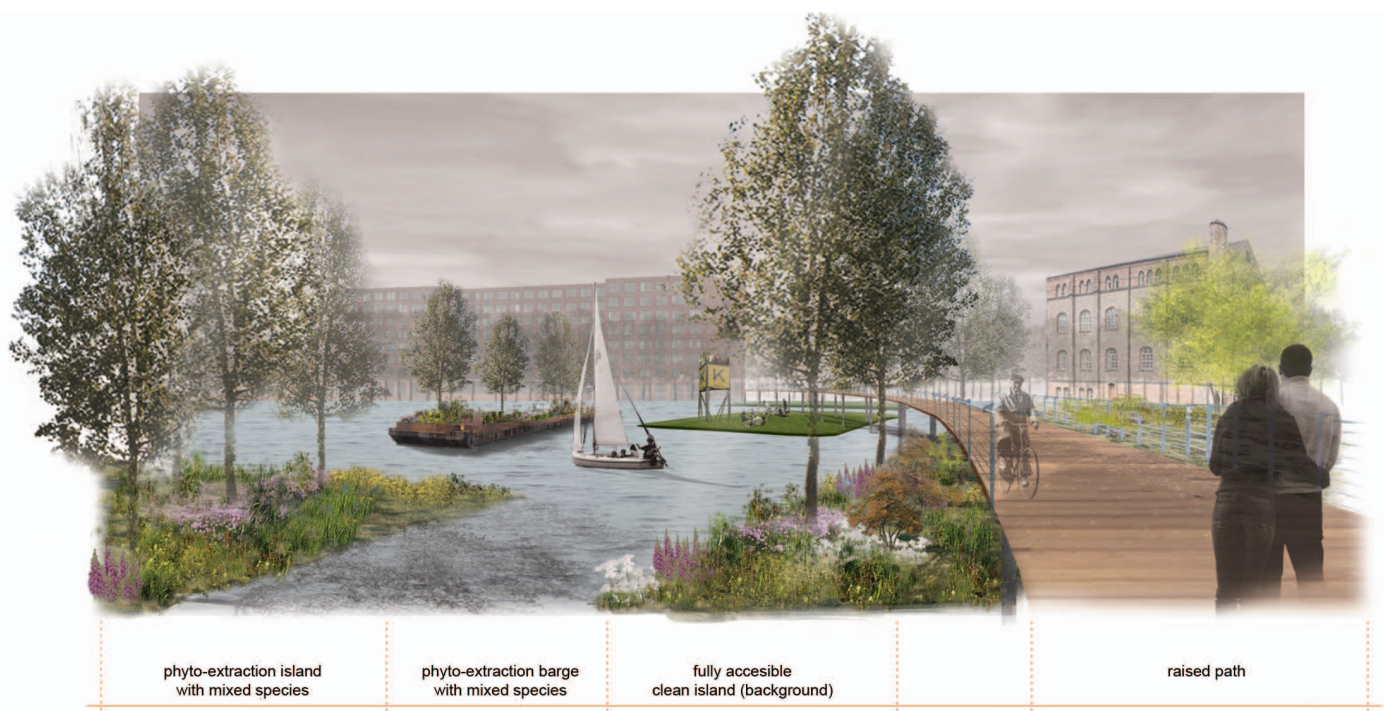 K
phyto-extraction island
with mixed species
phyto-extraction barge
with mixed species
fully accesible
clean island (background)
raised path